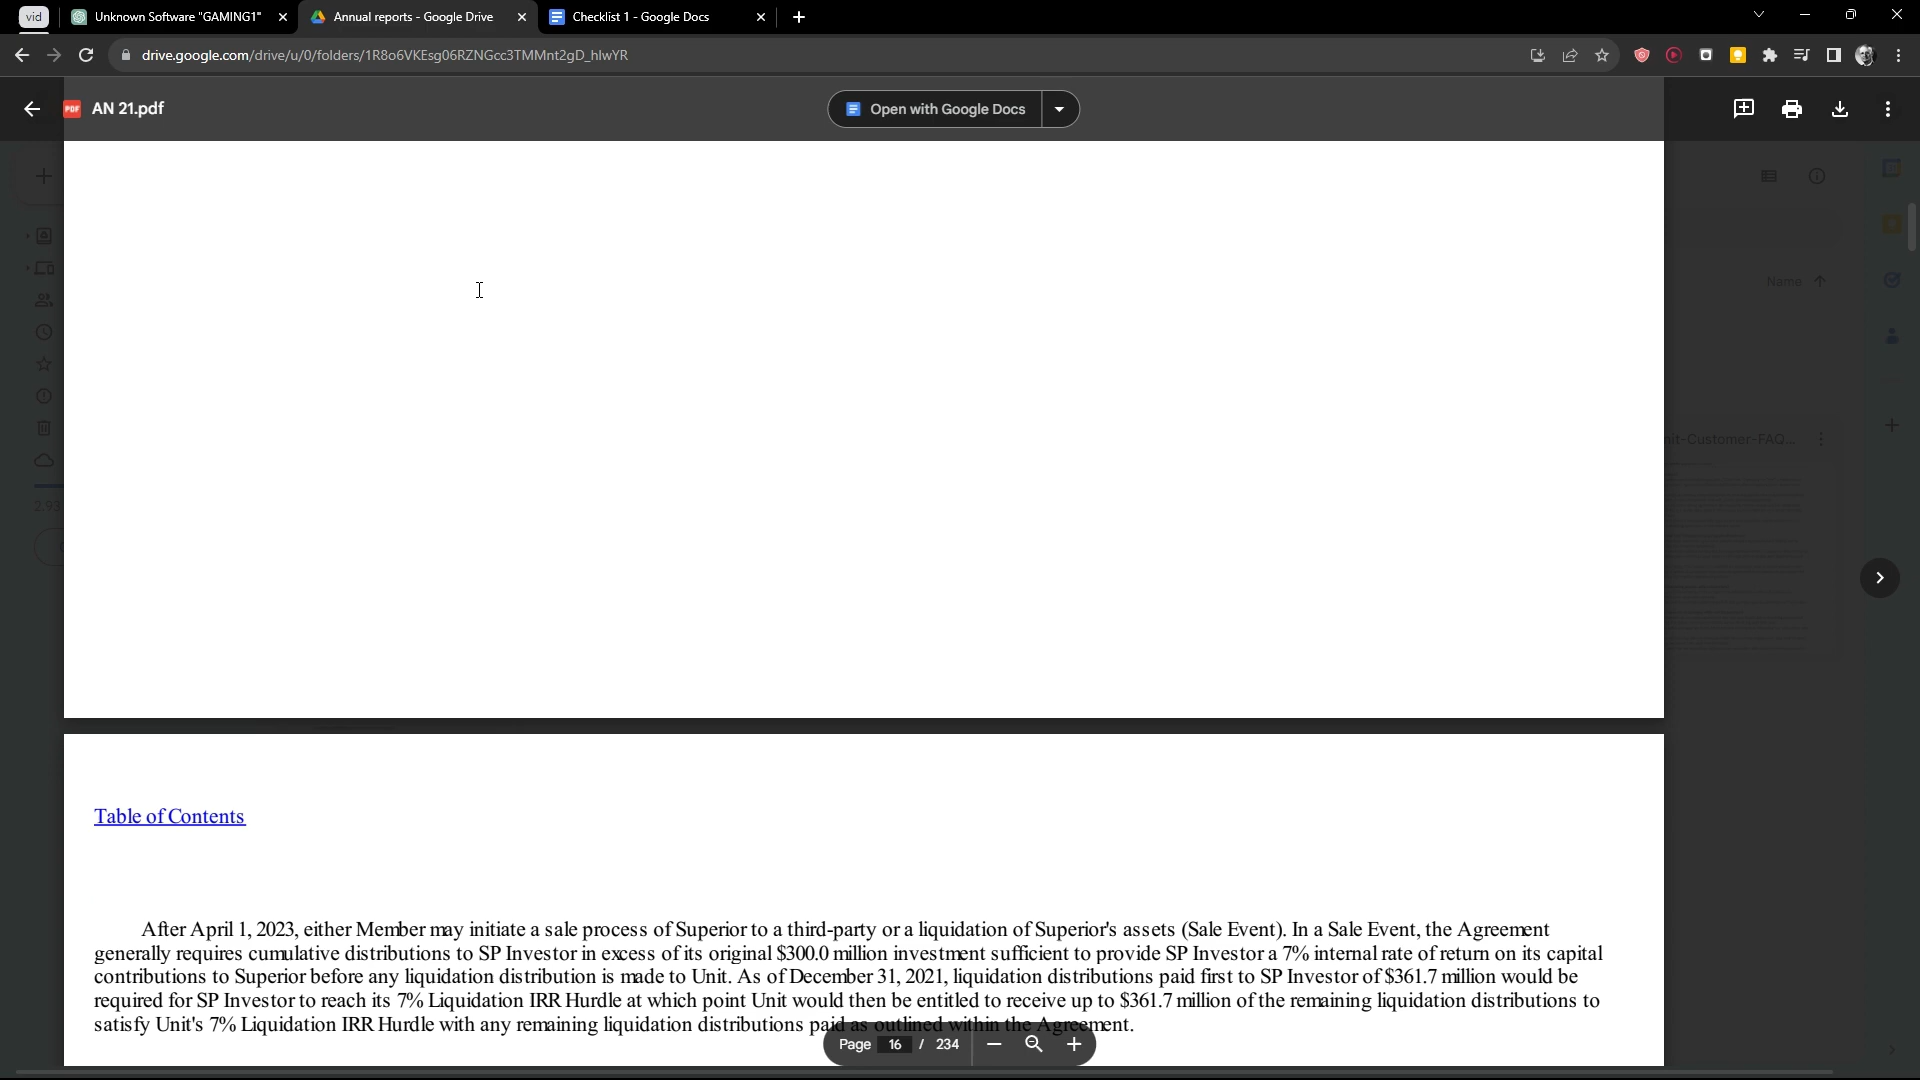 vid
Unknown Software "GAMING1"
Annual reports - Google Drive
Checklist 1 - Google Docs
drive.google.com/drive/u/0/folders/1R8o6VKEsg06RZNGcc3TMMnt2gD_hIwYR
PDF
AN 21.pdf
Open with Google Docs
Name
nit-Customer-FAQ...
2.93
Table of Contents
After April 1, 2023, either Member may initiate a sale process of Superior to a third-party or a liquidation of Superior's assets (Sale Event). In a Sale Event, the Agreement
generally requires cumulative distributions to SP Investor in excess of its original $300.0 million investment sufficient to provide SP Investor a 7% internal rate of return on its capital
contributions to Superior before any liquidation distribution is made to Unit. As of December 31, 2021, liquidation distributions paid first to SP Investor of $361.7 million would be
required for SP Investor to reach its 7% Liquidation IRR Hurdle at which point Unit would then be entitled to receive up to $361.7 million of the remaining liquidation distributions to
satisfy Unit's 7% Liquidation IRR Hurdle with any remaining liquidation distributions paid as outlined within the Agreement.
Page 16 / 234